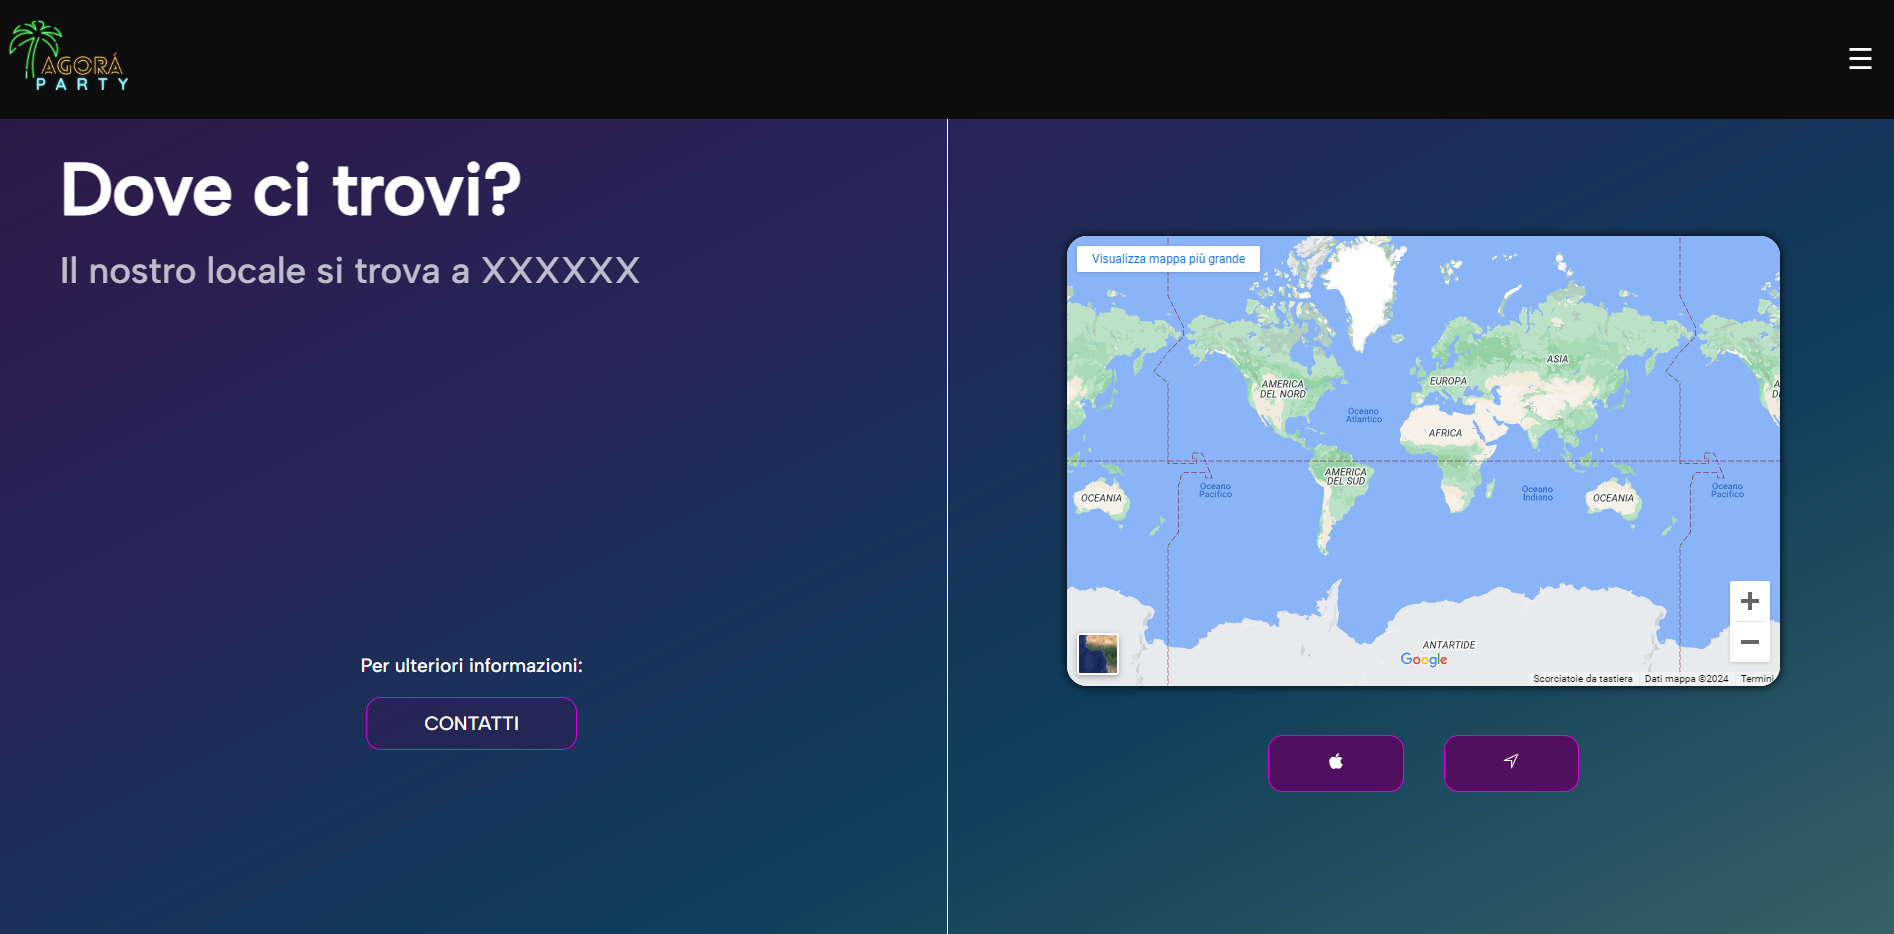 AGORÁ
PARTY
Dove ci trovi?
Il nostro locale si trova a XXXXXX
Per ulteriori informazioni:
CONTATTI
Visualizza mappa più grande
ASIA
EUROPA
AMERICA
DEL NORD
A
DI
Oceano
Atlantico
AFRICA
AMERICA
DEL SUD
Oceano
Pacifico
Oceano
Indiano
Oceano
Pacifico
OCEANIA
OCEANIA
ANTARTIDE
Google
Scorciatoie da tastiera
Dati mappa ©2024
Termini